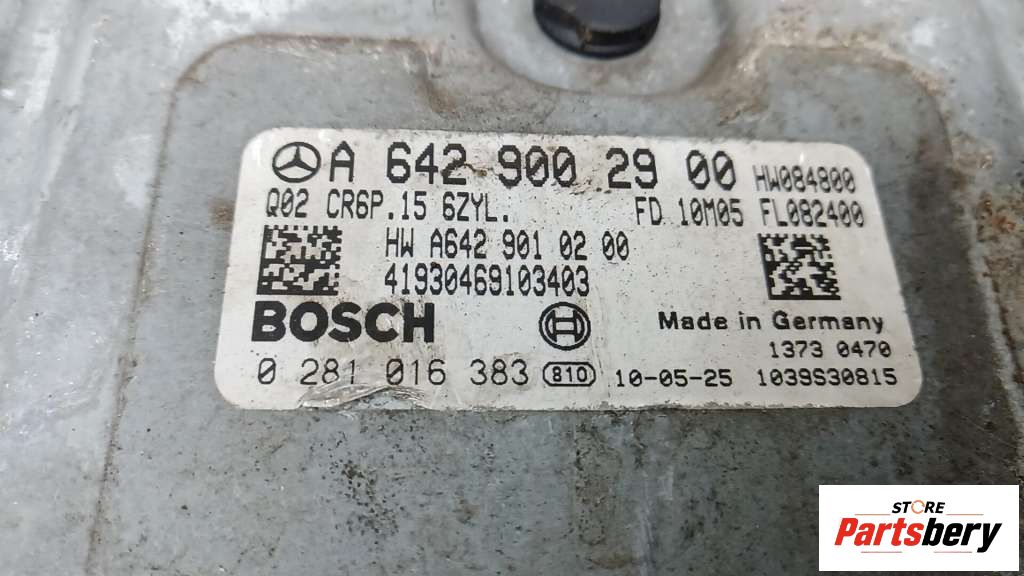 A 642 900 29 00 HW084800
Q02 CR6P.15 6ZYL. FD 10M05 FL082400
HW A642 901 02 00
41930469103403
BOSCH Made in Germany
1373 0470
0 281 016 383 810 10-05-25 1039S30815
STORE
Partsbery